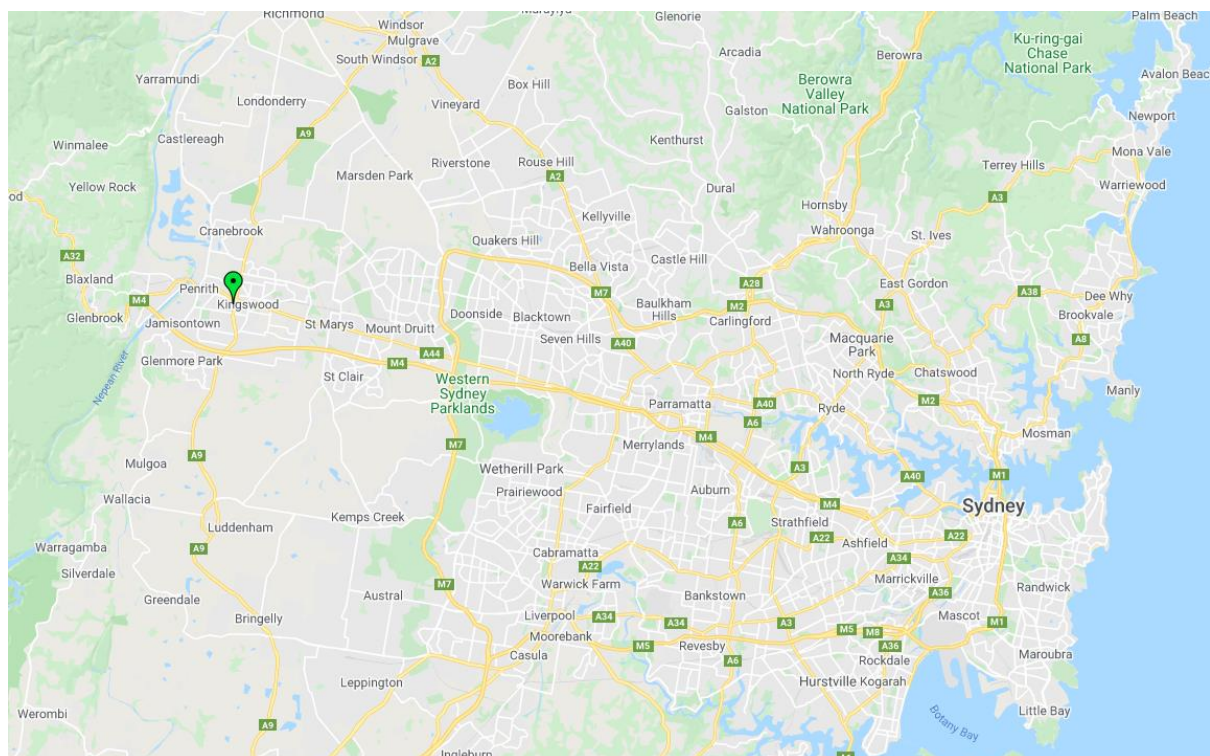 Richmond
Windsor
Mulgrave
South Windsor
A2
Glenorie
Arcadia
Berowra
Palm Beach
Ku-ring-gai
Chase
National Park
Avalon Beach
Yarramundi
Londonderry
Vineyard
Box Hill
Galston
Berowra
Valley
National Park
Newport
Castlereagh
A9
Kenthurst
Winmalee
Yellow Rock
Marsden Park
Riverstone
Rouse Hill
A2
Dural
Terrey Hills
Mona Vale
A3
Warriewood
Cranebrook
Kellyville
Hornsby
Wahroonga
St. Ives
A32
Quakers Hill
Castle Hill
Blaxland
Penrith
Kingswood
Bella Vista
A28
East Gordon
M4
M7
Baulkham
Hills
M2
A3
A38
Dee Why
Glenbrook
Jamisontown
St Marys
Mount Druitt
Doonside
Blacktown
Carlingford
Brookvale
Seven Hills
A40
Macquarie
Park
A8
Glenmore Park
A44
M4
St Clair
North Ryde
Chatswood
Nepean River
Western
Sydney
Parklands
M2
Manly
Parramatta
A40
Ryde
A6
Mosman
M7
Merrylands
M4
A9
Mulgoa
Wetherill Park
A3
A40
M1
Wallacia
Prairiewood
Auburn
M4
Sydney
Kemps Creek
Fairfield
Luddenham
A6
Strathfield
A22
Ashfield
A22
Warragamba
A9
Cabramatta
A22
A34
Silverdale
Marrickville
Greendale
M7
Warwick Farm
Bankstown
A36
Randwick
Austral
Bringelly
Liverpool
A34
A34
A3
M5
M8
Mascot
M1
Moorebank
M5
Revesby
A36
Casula
A6
Rockdale
Maroubra
Leppington
Hurstville
Kogarah
Werombi
A9
Botany Bay
Little Bay
Ingleburn
A6